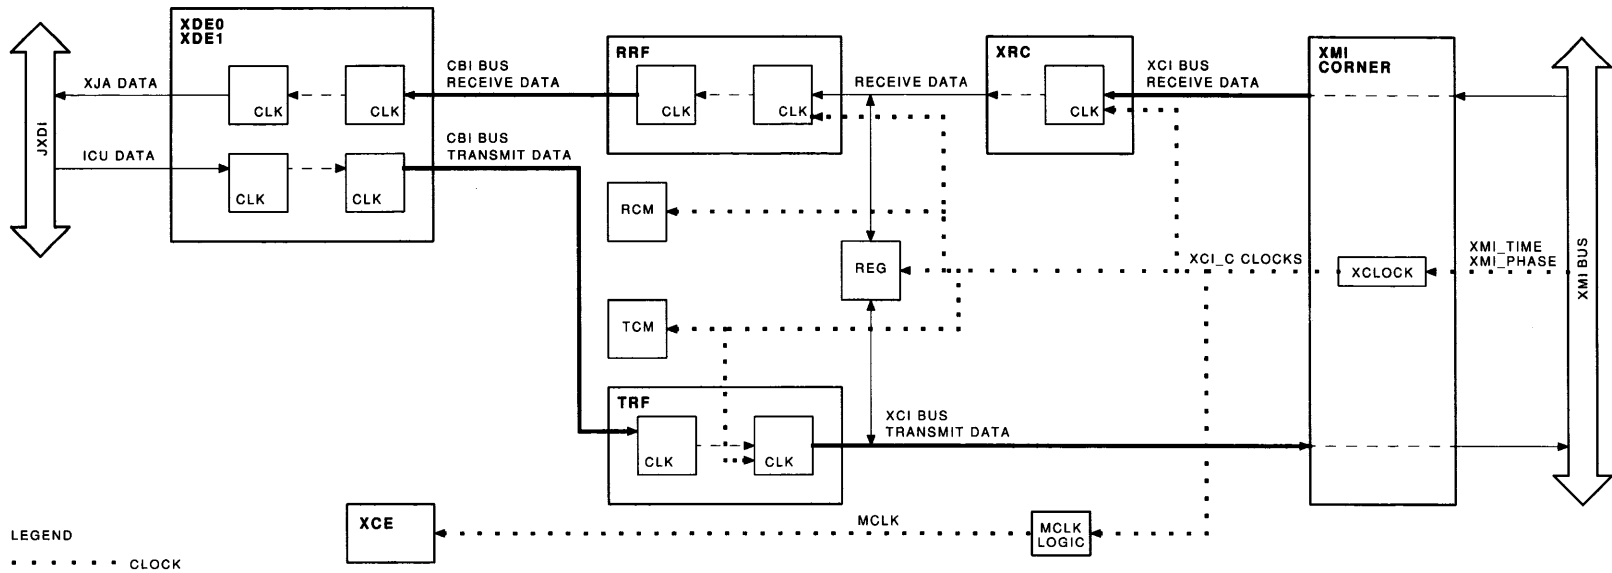 XDE0
XDE1
RRF
XRC
XMI
CORNER
CBI BUS
RECEIVE DATA
XCI BUS
RECEIVE DATA
XJA DATA
RECEIVE DATA
CLK
CLK
CLK
CLK
CLK
JXDI
ICU DATA
CBI BUS
TRANSMIT DATA
CLK
CLK
RCM
REG
XCI_C CLOCKS
XCLOCK
XMI_TIME
XMI_PHASE
XMI BUS
TCM
TRF
XCI BUS
TRANSMIT DATA
CLK
CLK
XCE
MCLK
MCLK
LOGIC
LEGEND
CLOCK